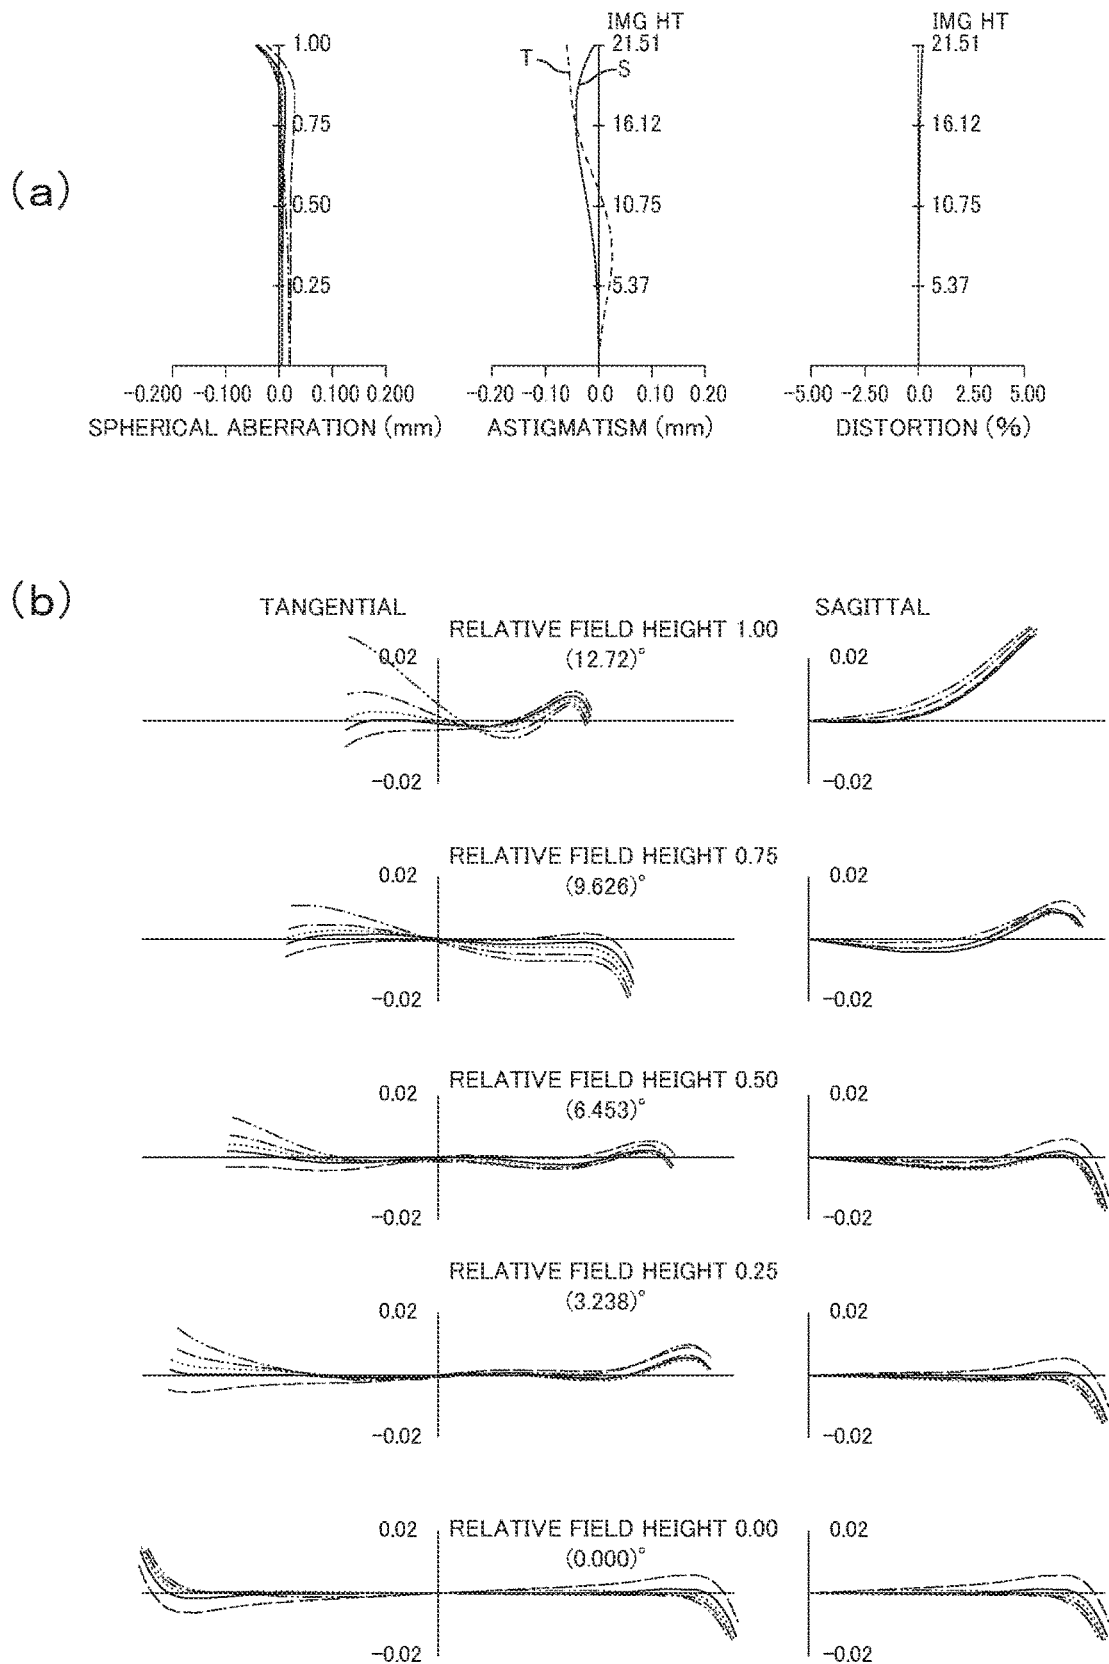 (a)
1.00
0.75
0.50
0.25
-0.200 -0.100 0.0 0.100 0.200
SPHERICAL ABERRATION (mm)
IMG HT
21.51
T
S
16.12
10.75
5.37
-0.20 -0.10 0.0 0.10 0.20
ASTIGMATISM (mm)
IMG HT
21.51
16.12
10.75
5.37
-5.00 -2.50 0.0 2.50 5.00
DISTORTION (%)
(b)
TANGENTIAL
SAGITTAL
RELATIVE FIELD HEIGHT 1.00
(12.72)°
0.02
0.02
-0.02
-0.02
RELATIVE FIELD HEIGHT 0.75
(9.626)°
0.02
0.02
-0.02
-0.02
RELATIVE FIELD HEIGHT 0.50
(6.453)°
0.02
0.02
-0.02
-0.02
RELATIVE FIELD HEIGHT 0.25
(3.238)°
0.02
0.02
-0.02
-0.02
RELATIVE FIELD HEIGHT 0.00
(0.000)°
0.02
0.02
-0.02
-0.02